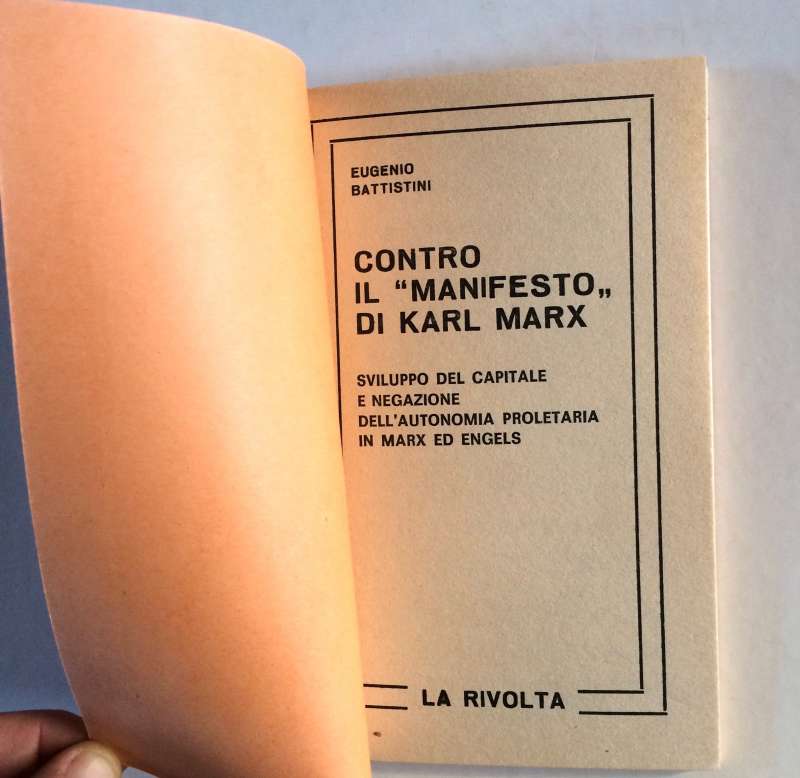 EUGENIO
BATTISTINI
CONTRO
IL “MANIFESTO„
DI KARL MARX
SVILUPPO DEL CAPITALE
E NEGAZIONE
DELL'AUTONOMIA PROLETARIA
IN MARX ED ENGELS
LA RIVOLTA